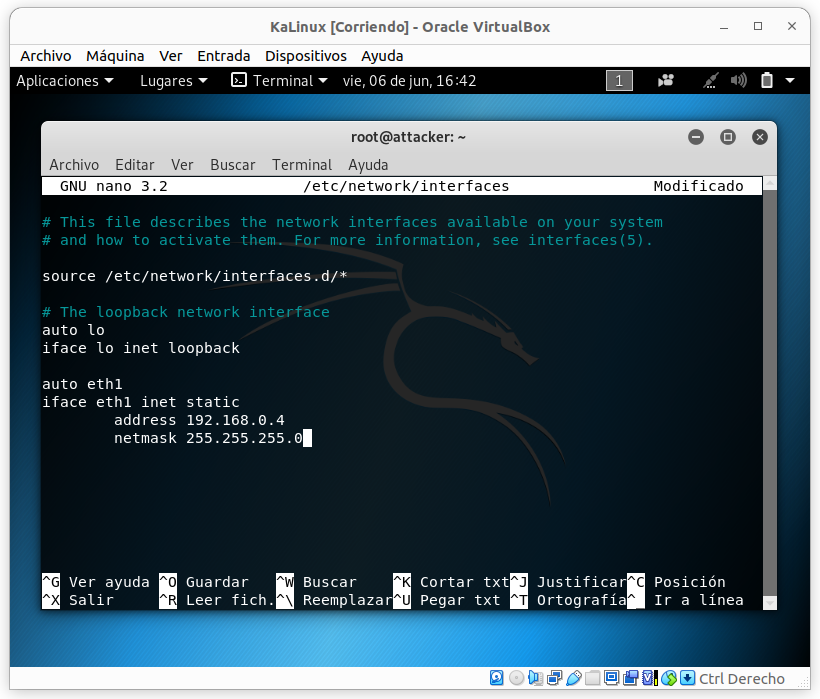 KaLinux [Corriendo] - Oracle VirtualBox
Archivo Máquina Ver Entrada Dispositivos Ayuda
Aplicaciones Lugares Terminal vie, 06 de jun, 16:42 1
root@attacker: ~
Archivo Editar Ver Buscar Terminal Ayuda
GNU nano 3.2 /etc/network/interfaces Modificado
# This file describes the network interfaces available on your system
# and how to activate them. For more information, see interfaces(5).
source /etc/network/interfaces.d/*
# The loopback network interface
auto lo
iface lo inet loopback
auto eth1
iface eth1 inet static
address 192.168.0.4
netmask 255.255.255.0
^G Ver ayuda ^O Guardar ^W Buscar ^K Cortar txt ^J Justificar ^C Posición
^X Salir ^R Leer fich. ^\ Reemplazar ^U Pegar txt ^T Ortografía ^_ Ir a línea
Ctrl Derecho